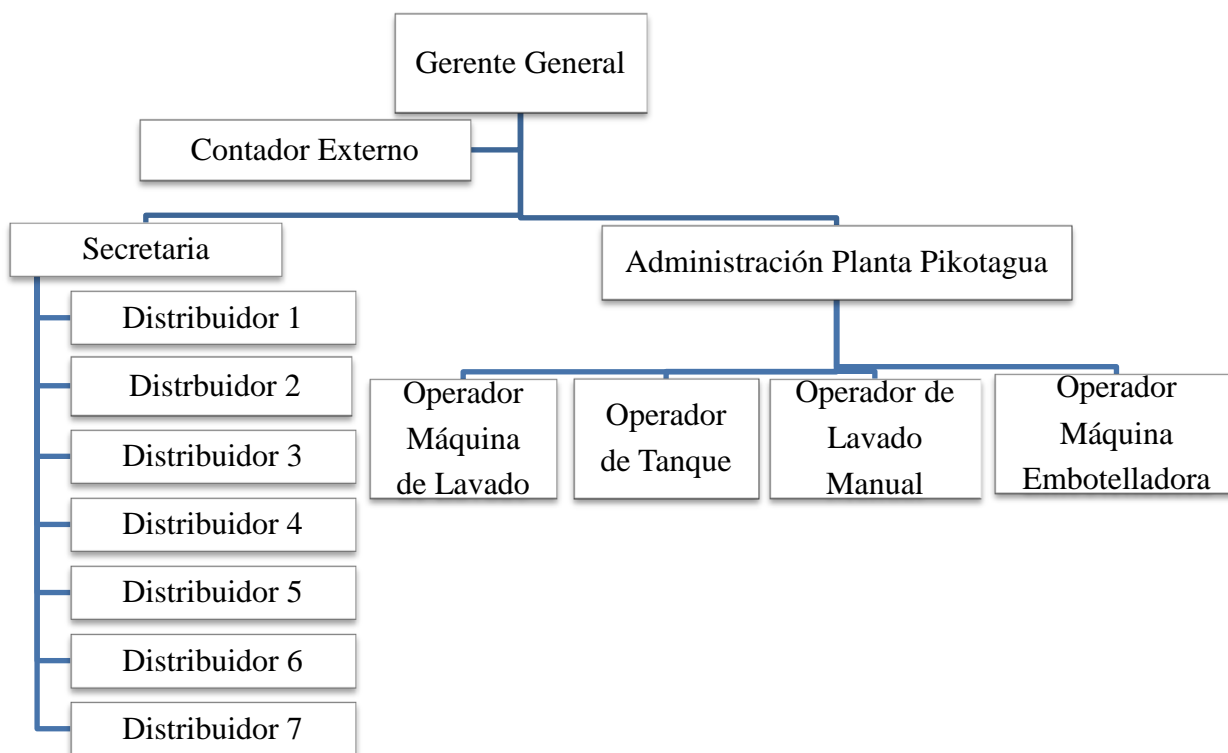 Gerente General
Contador Externo
Secretaria
Administración Planta Pikotagua
Distribuidor 1
Distrbuidor 2
Distribuidor 3
Distribuidor 4
Distribuidor 5
Distribuidor 6
Distribuidor 7
Operador
Máquina
de Lavado
Operador
de Tanque
Operador de
Lavado
Manual
Operador
Máquina
Embotelladora